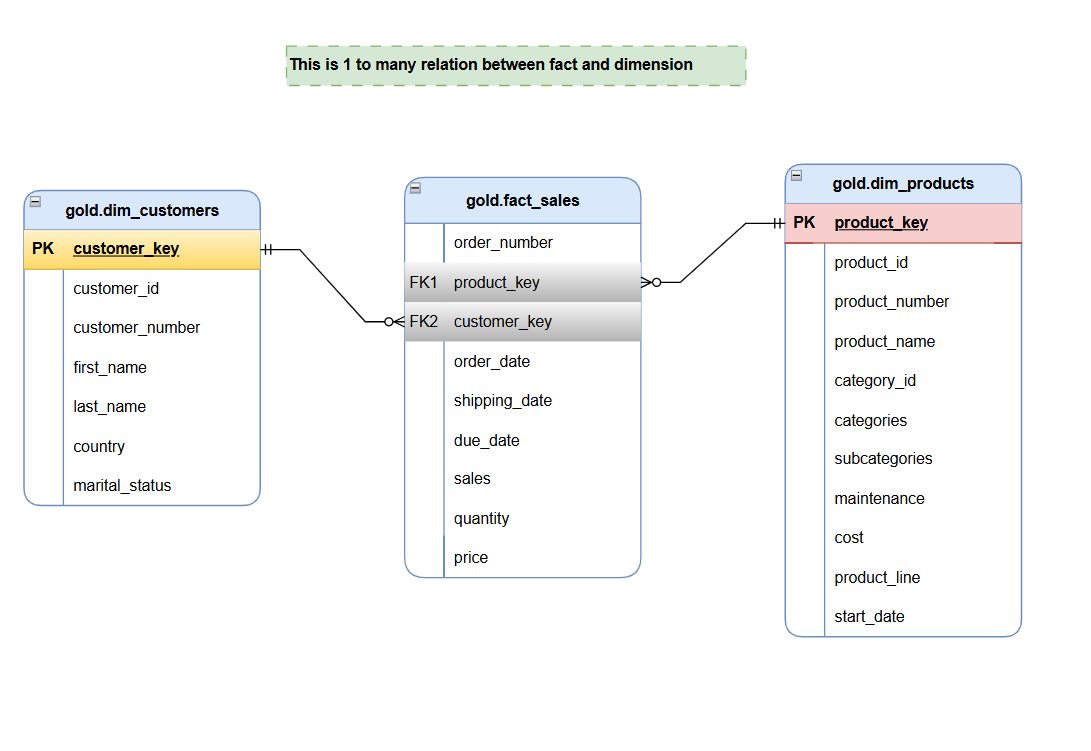 This is 1 to many relation between fact and dimension
gold.dim_customers
PK customer_key
customer_id
customer_number
first_name
last_name
country
marital_status
gold.fact_sales
order_number
FK1 product_key
FK2 customer_key
order_date
shipping_date
due_date
sales
quantity
price
gold.dim_products
PK product_key
product_id
product_number
product_name
category_id
categories
subcategories
maintenance
cost
product_line
start_date